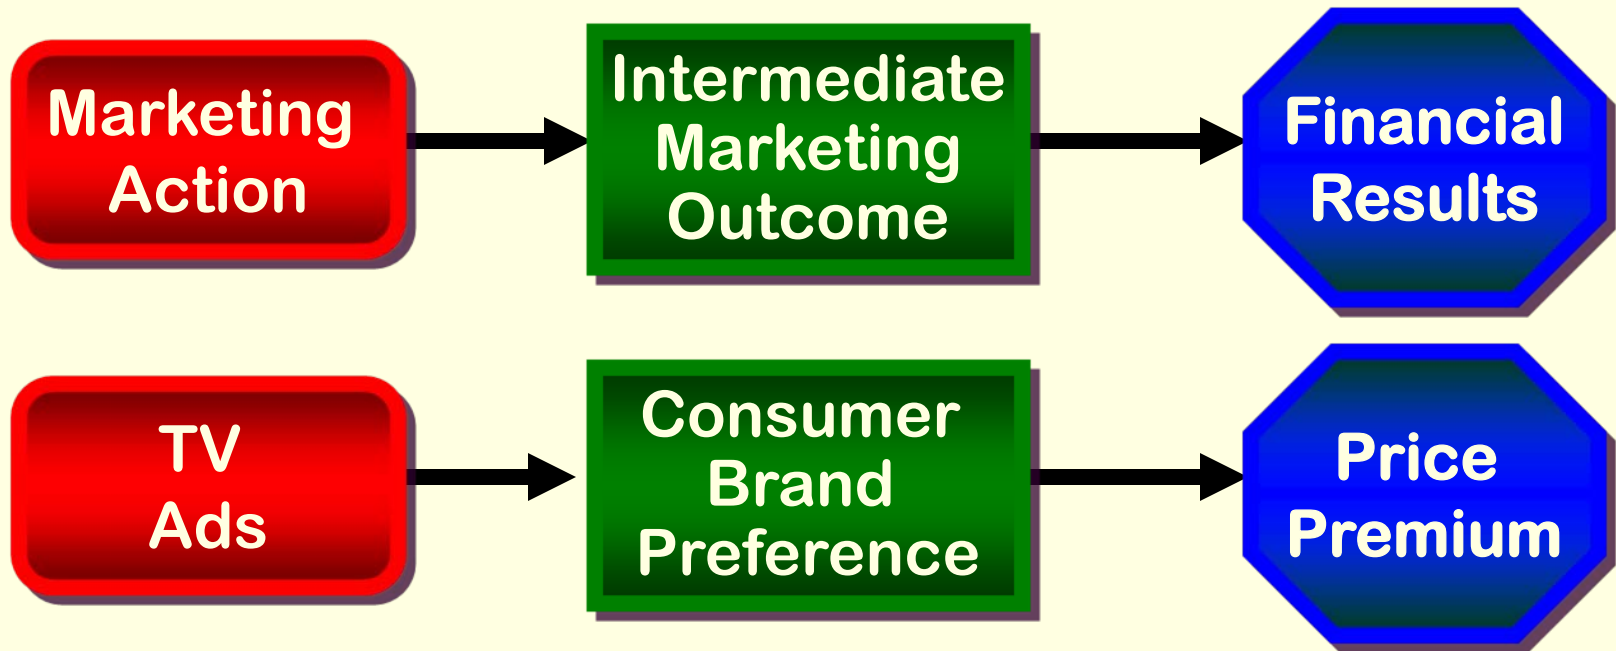 Marketing
Action
Intermediate
Marketing
Outcome
Financial
Results
TV
Ads
Consumer
Brand
Preference
Price
Premium